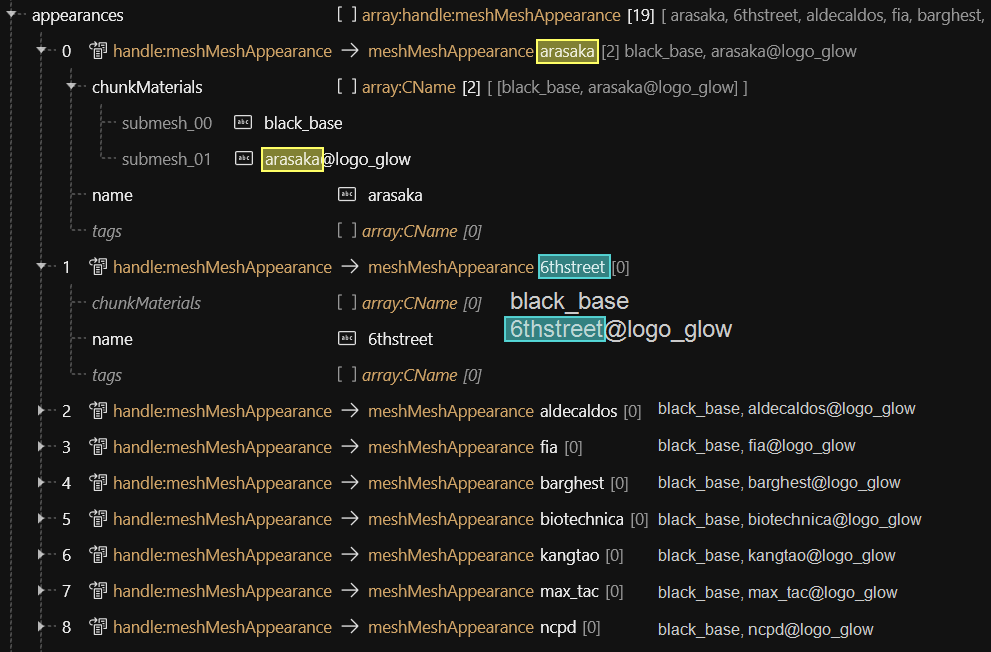 appearances [ ] array:handle:meshMeshAppearance [19] [ arasaka, 6thstreet, aldecaldos, fia, barghest,
0 handle:meshMeshAppearance → meshMeshAppearance arasaka [2] black_base, arasaka@logo_glow
chunkMaterials [ ] array:CName [2] [ [black_base, arasaka@logo_glow] ]
submesh_00 abc black_base
submesh_01 abc arasaka@logo_glow
name abc arasaka
tags [ ] array:CName [0]
1 handle:meshMeshAppearance → meshMeshAppearance 6thstreet [0]
chunkMaterials [ ] array:CName [0] black_base
name abc 6thstreet 6thstreet@logo_glow
tags [ ] array:CName [0]
2 handle:meshMeshAppearance → meshMeshAppearance aldecaldos [0] black_base, aldecaldos@logo_glow
3 handle:meshMeshAppearance → meshMeshAppearance fia [0] black_base, fia@logo_glow
4 handle:meshMeshAppearance → meshMeshAppearance barghest [0] black_base, barghest@logo_glow
5 handle:meshMeshAppearance → meshMeshAppearance biotechnica [0] black_base, biotechnica@logo_glow
6 handle:meshMeshAppearance → meshMeshAppearance kangtao [0] black_base, kangtao@logo_glow
7 handle:meshMeshAppearance → meshMeshAppearance max_tac [0] black_base, max_tac@logo_glow
8 handle:meshMeshAppearance → meshMeshAppearance ncpd [0] black_base, ncpd@logo_glow